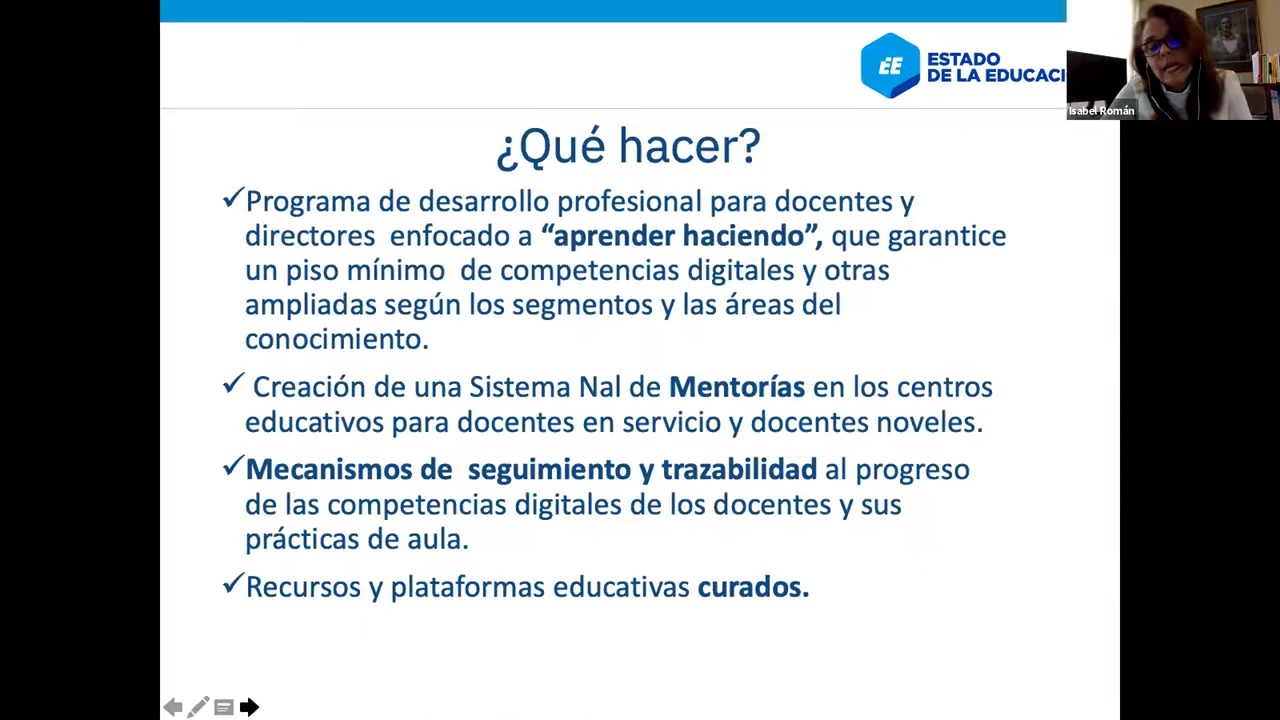 ÉE ESTADO
DE LA EDUCACI
Isabel Román
¿Qué hacer?
✓Programa de desarrollo profesional para docentes y
directores enfocado a “aprender haciendo”, que garantice
un piso mínimo de competencias digitales y otras
ampliadas según los segmentos y las áreas del
conocimiento.
✓ Creación de una Sistema Nal de Mentorías en los centros
educativos para docentes en servicio y docentes noveles.
✓Mecanismos de seguimiento y trazabilidad al progreso
de las competencias digitales de los docentes y sus
prácticas de aula.
✓Recursos y plataformas educativas curados.